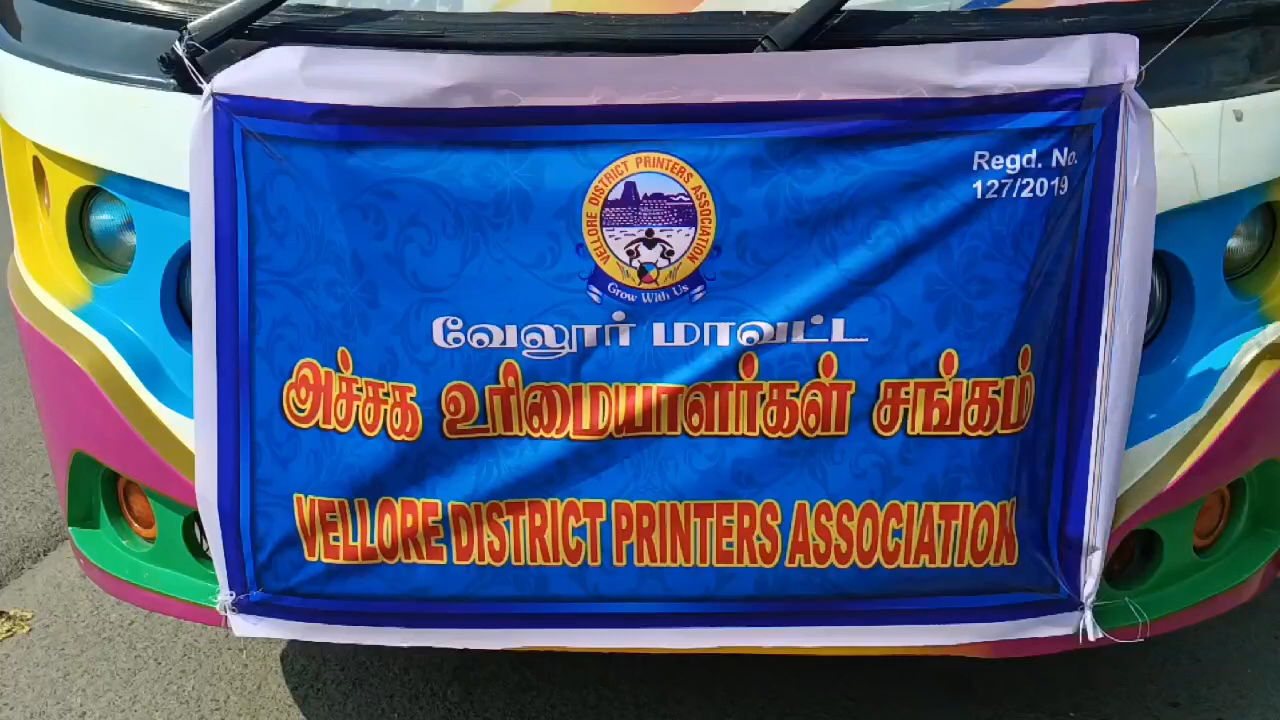 VELLORE DISTRICT PRINTERS ASSOCIATION
Grow With Us
Regd. No.
127/2019
வேலூர் மாவட்ட
அச்சக உரிமையாளர்கள் சங்கம்
VELLORE DISTRICT PRINTERS ASSOCIATION